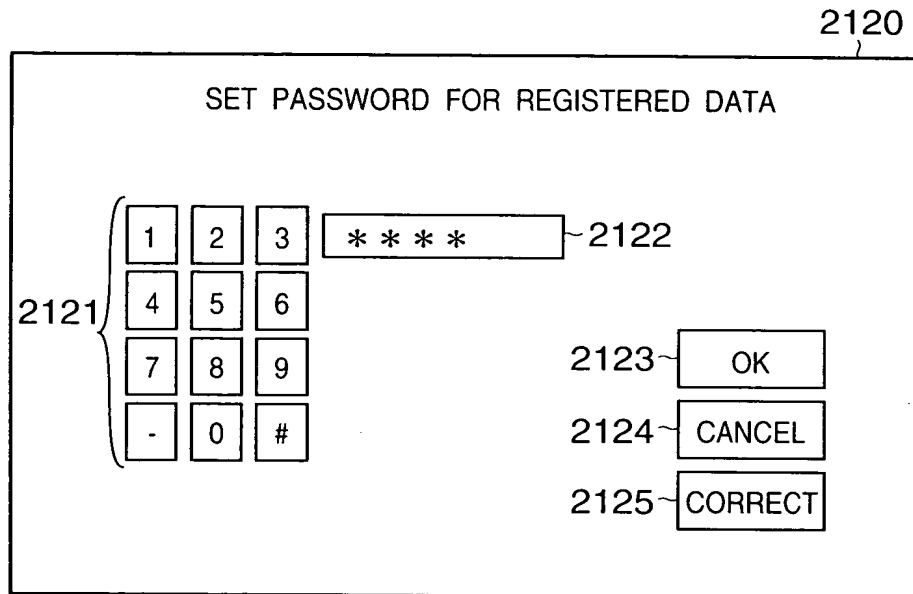 2120
SET PASSWORD FOR REGISTERED DATA
1 2 3 * * * * 2122
2121
4 5 6
7 8 9
- 0 #
2123 OK
2124 CANCEL
2125 CORRECT